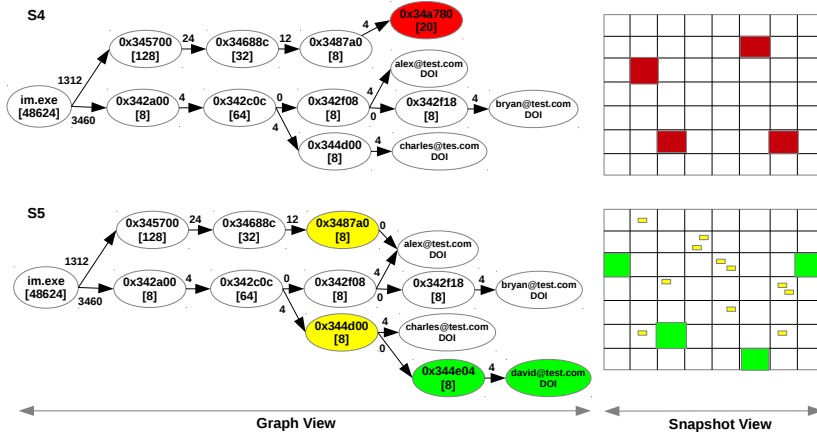 S4
0x345700
[128]
24
0x34688c
[32]
12
0x3487a0
[8]
4
0x34a780
[20]
1312
im.exe
[48624]
3460
0x342a00
[8]
4
0x342c0c
[64]
0
4
0x342f08
[8]
4
0
alex@test.com
DOI
0x342f18
[8]
4
bryan@test.com
DOI
0x344d00
[8]
4
charles@tes.com
DOI
S5
0x345700
[128]
24
0x34688c
[32]
12
0x3487a0
[8]
0
alex@test.com
DOI
1312
im.exe
[48624]
3460
0x342a00
[8]
4
0x342c0c
[64]
0
4
0x342f08
[8]
4
0
0x342f18
[8]
4
bryan@test.com
DOI
0x344d00
[8]
4
0
charles@test.com
DOI
0x344e04
[8]
4
david@test.com
DOI
Graph View
Snapshot View